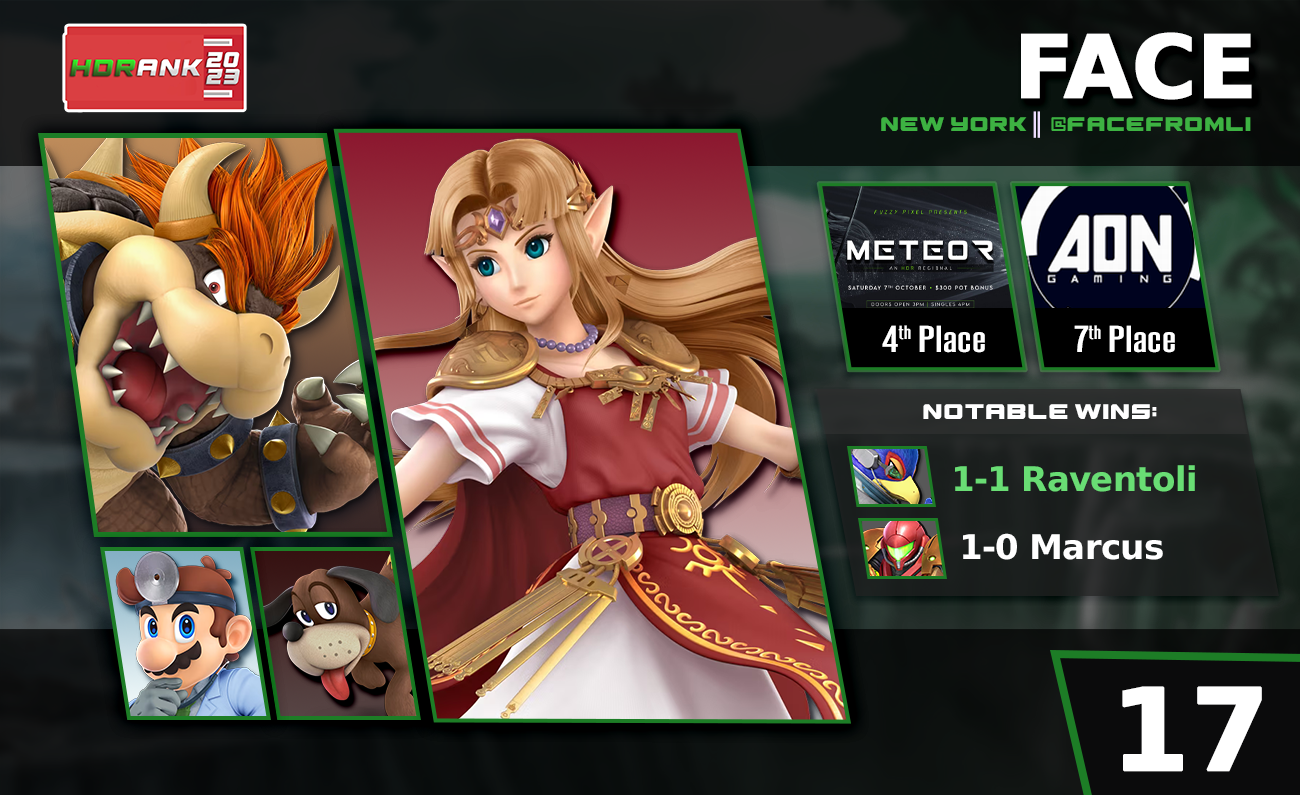 HDRANK 2023
FACE
NEW YORK || @FACEFROMLI
FUZZY PIXEL PRESENTS
METEOR
AN HDR REGIONAL
SATURDAY 7TH OCTOBER • $300 POT BONUS
DOORS OPEN 3PM | SINGLES 4PM
4th Place
AON
GAMING
7th Place
NOTABLE WINS:
1-1 Raventoli
1-0 Marcus
17